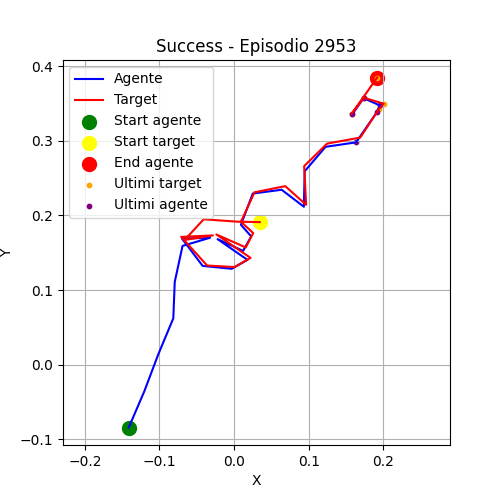 Success - Episodio 2953
Agente
Target
Start agente
Start target
End agente
Ultimi target
Ultimi agente
0.4
0.3
0.2
0.1
0.0
−0.1
Y
−0.2
−0.1
0.0
0.1
0.2
X